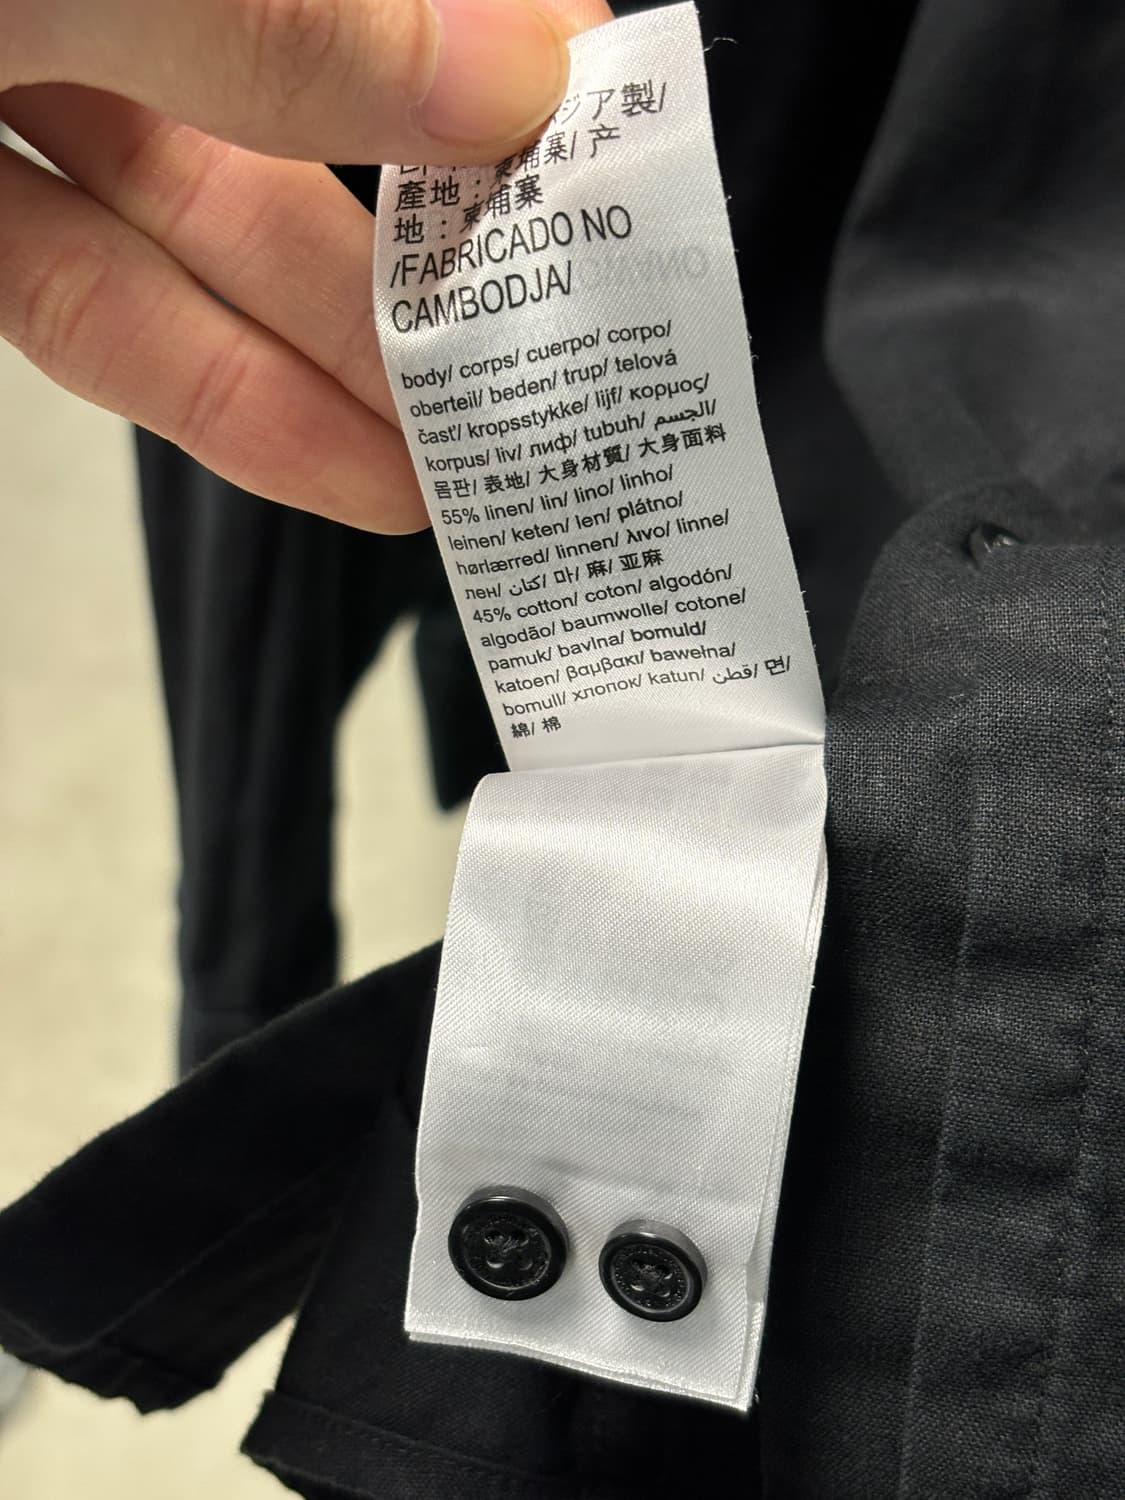 ジア製/
柬埔寨/ 产
產地：柬埔寨
地：柬埔寨
/FABRICADO NO
CAMBODJA/
body/ corps/ cuerpo/ corpo/
oberteil/ beden/ trup/ telová
časť/ kropsstykke/ lijf/ κορμος/
korpus/ liv/ лиф/ tubuh/ الجسم/
몸판/ 表地/ 大身材質/ 大身面料
55% linen/ lin/ lino/ linho/
leinen/ keten/ len/ plátno/
hørlærred/ linnen/ λινο/ linne/
лен/ كتان/ 마/ 麻/ 亚麻
45% cotton/ coton/ algodón/
algodão/ baumwolle/ cotone/
pamuk/ bavlna/ bomuld/
katoen/ βαμβακι/ bawełna/
bomull/ хлопок/ katun/ قطن/ 면/
綿/ 棉